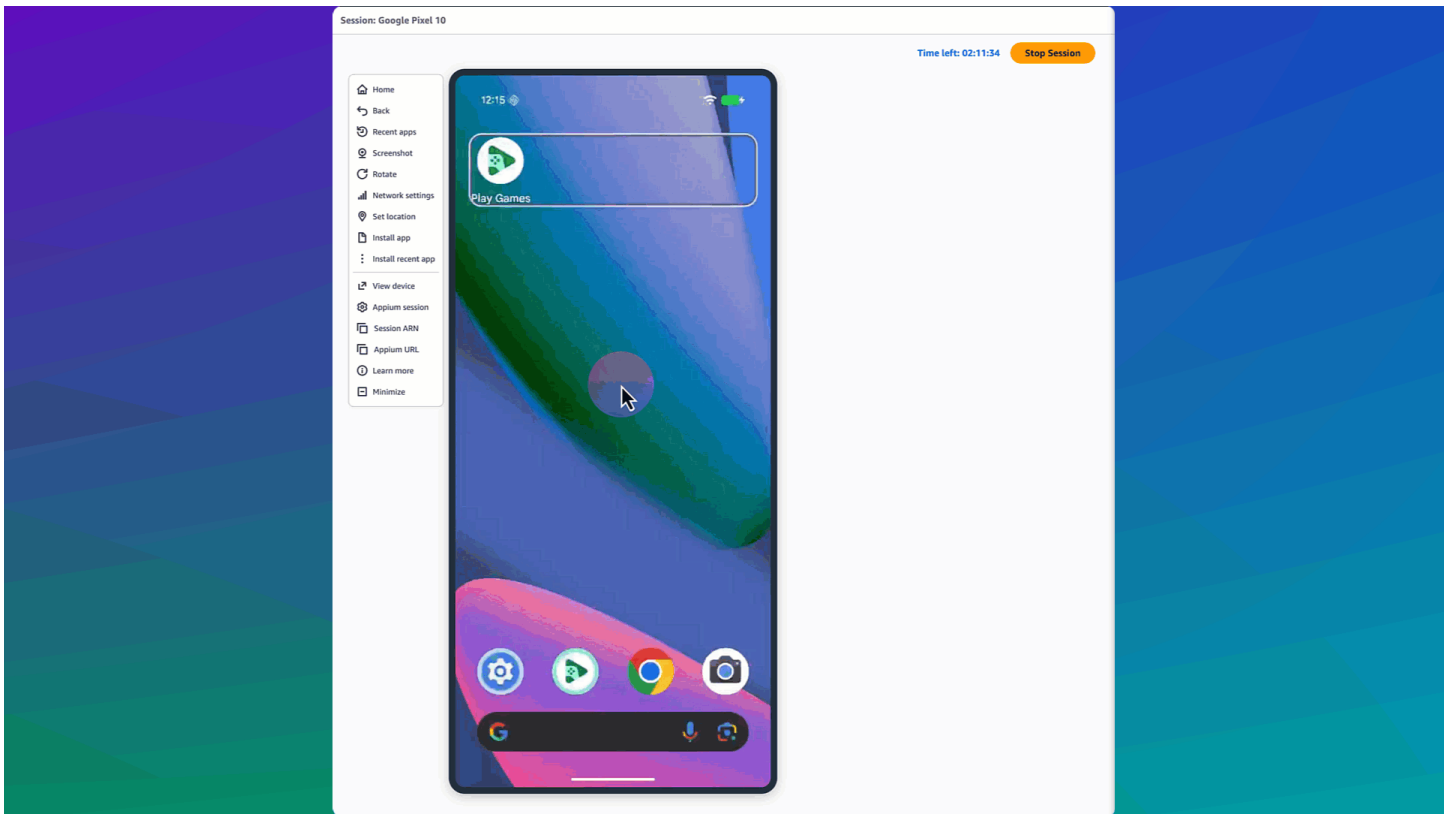 Session: Google Pixel 10
Time left: 02:11:34
Stop Session
Home
Back
Recent apps
Screenshot
Rotate
Network settings
Set location
Install app
Install recent app
View device
Appium session
Session ARN
Appium URL
Learn more
Minimize
12:15
Play Games